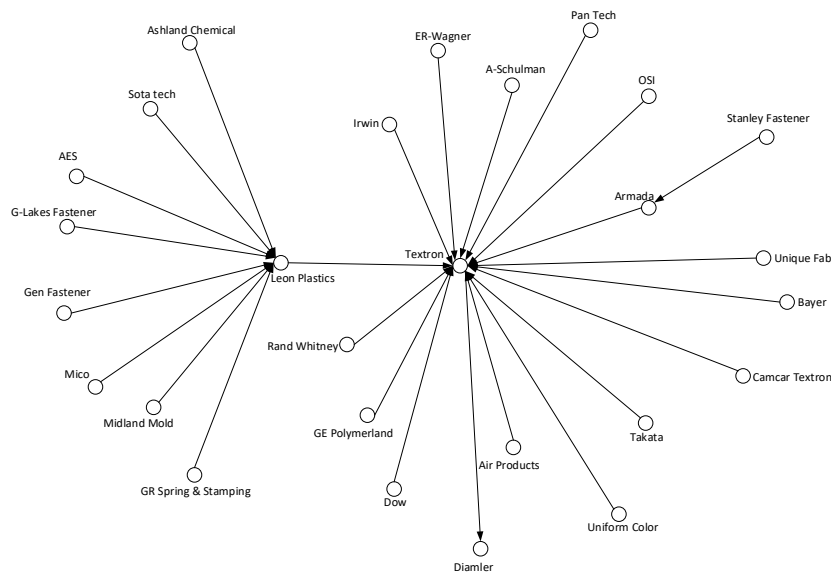 Pan Tech
Ashland Chemical
ER-Wagner
A-Schulman
OSI
Sota tech
Irwin
Stanley Fastener
AES
Armada
G-Lakes Fastener
Textron
Unique Fab
Leon Plastics
Gen Fastener
Bayer
Rand Whitney
Mico
Camcar Textron
Midland Mold
GE Polymerland
Takata
Air Products
GR Spring & Stamping
Dow
Uniform Color
Diamler